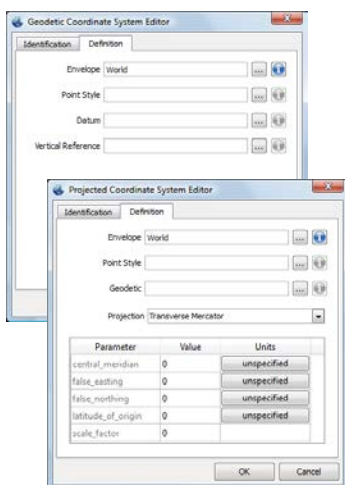 Geodetic Coordinate System Editor
Identification Definition
Envelope World ...
Point Style ...
Datum ...
Vertical Reference ...
Projected Coordinate System Editor
Identification Definition
Envelope World ...
Point Style ...
Geodetic ...
Projection Transverse Mercator
Parameter Value Units
central_meridian 0 unspecified
false_easting 0 unspecified
false_northing 0 unspecified
latitude_of_origin 0 unspecified
scale_factor 0
OK Cancel